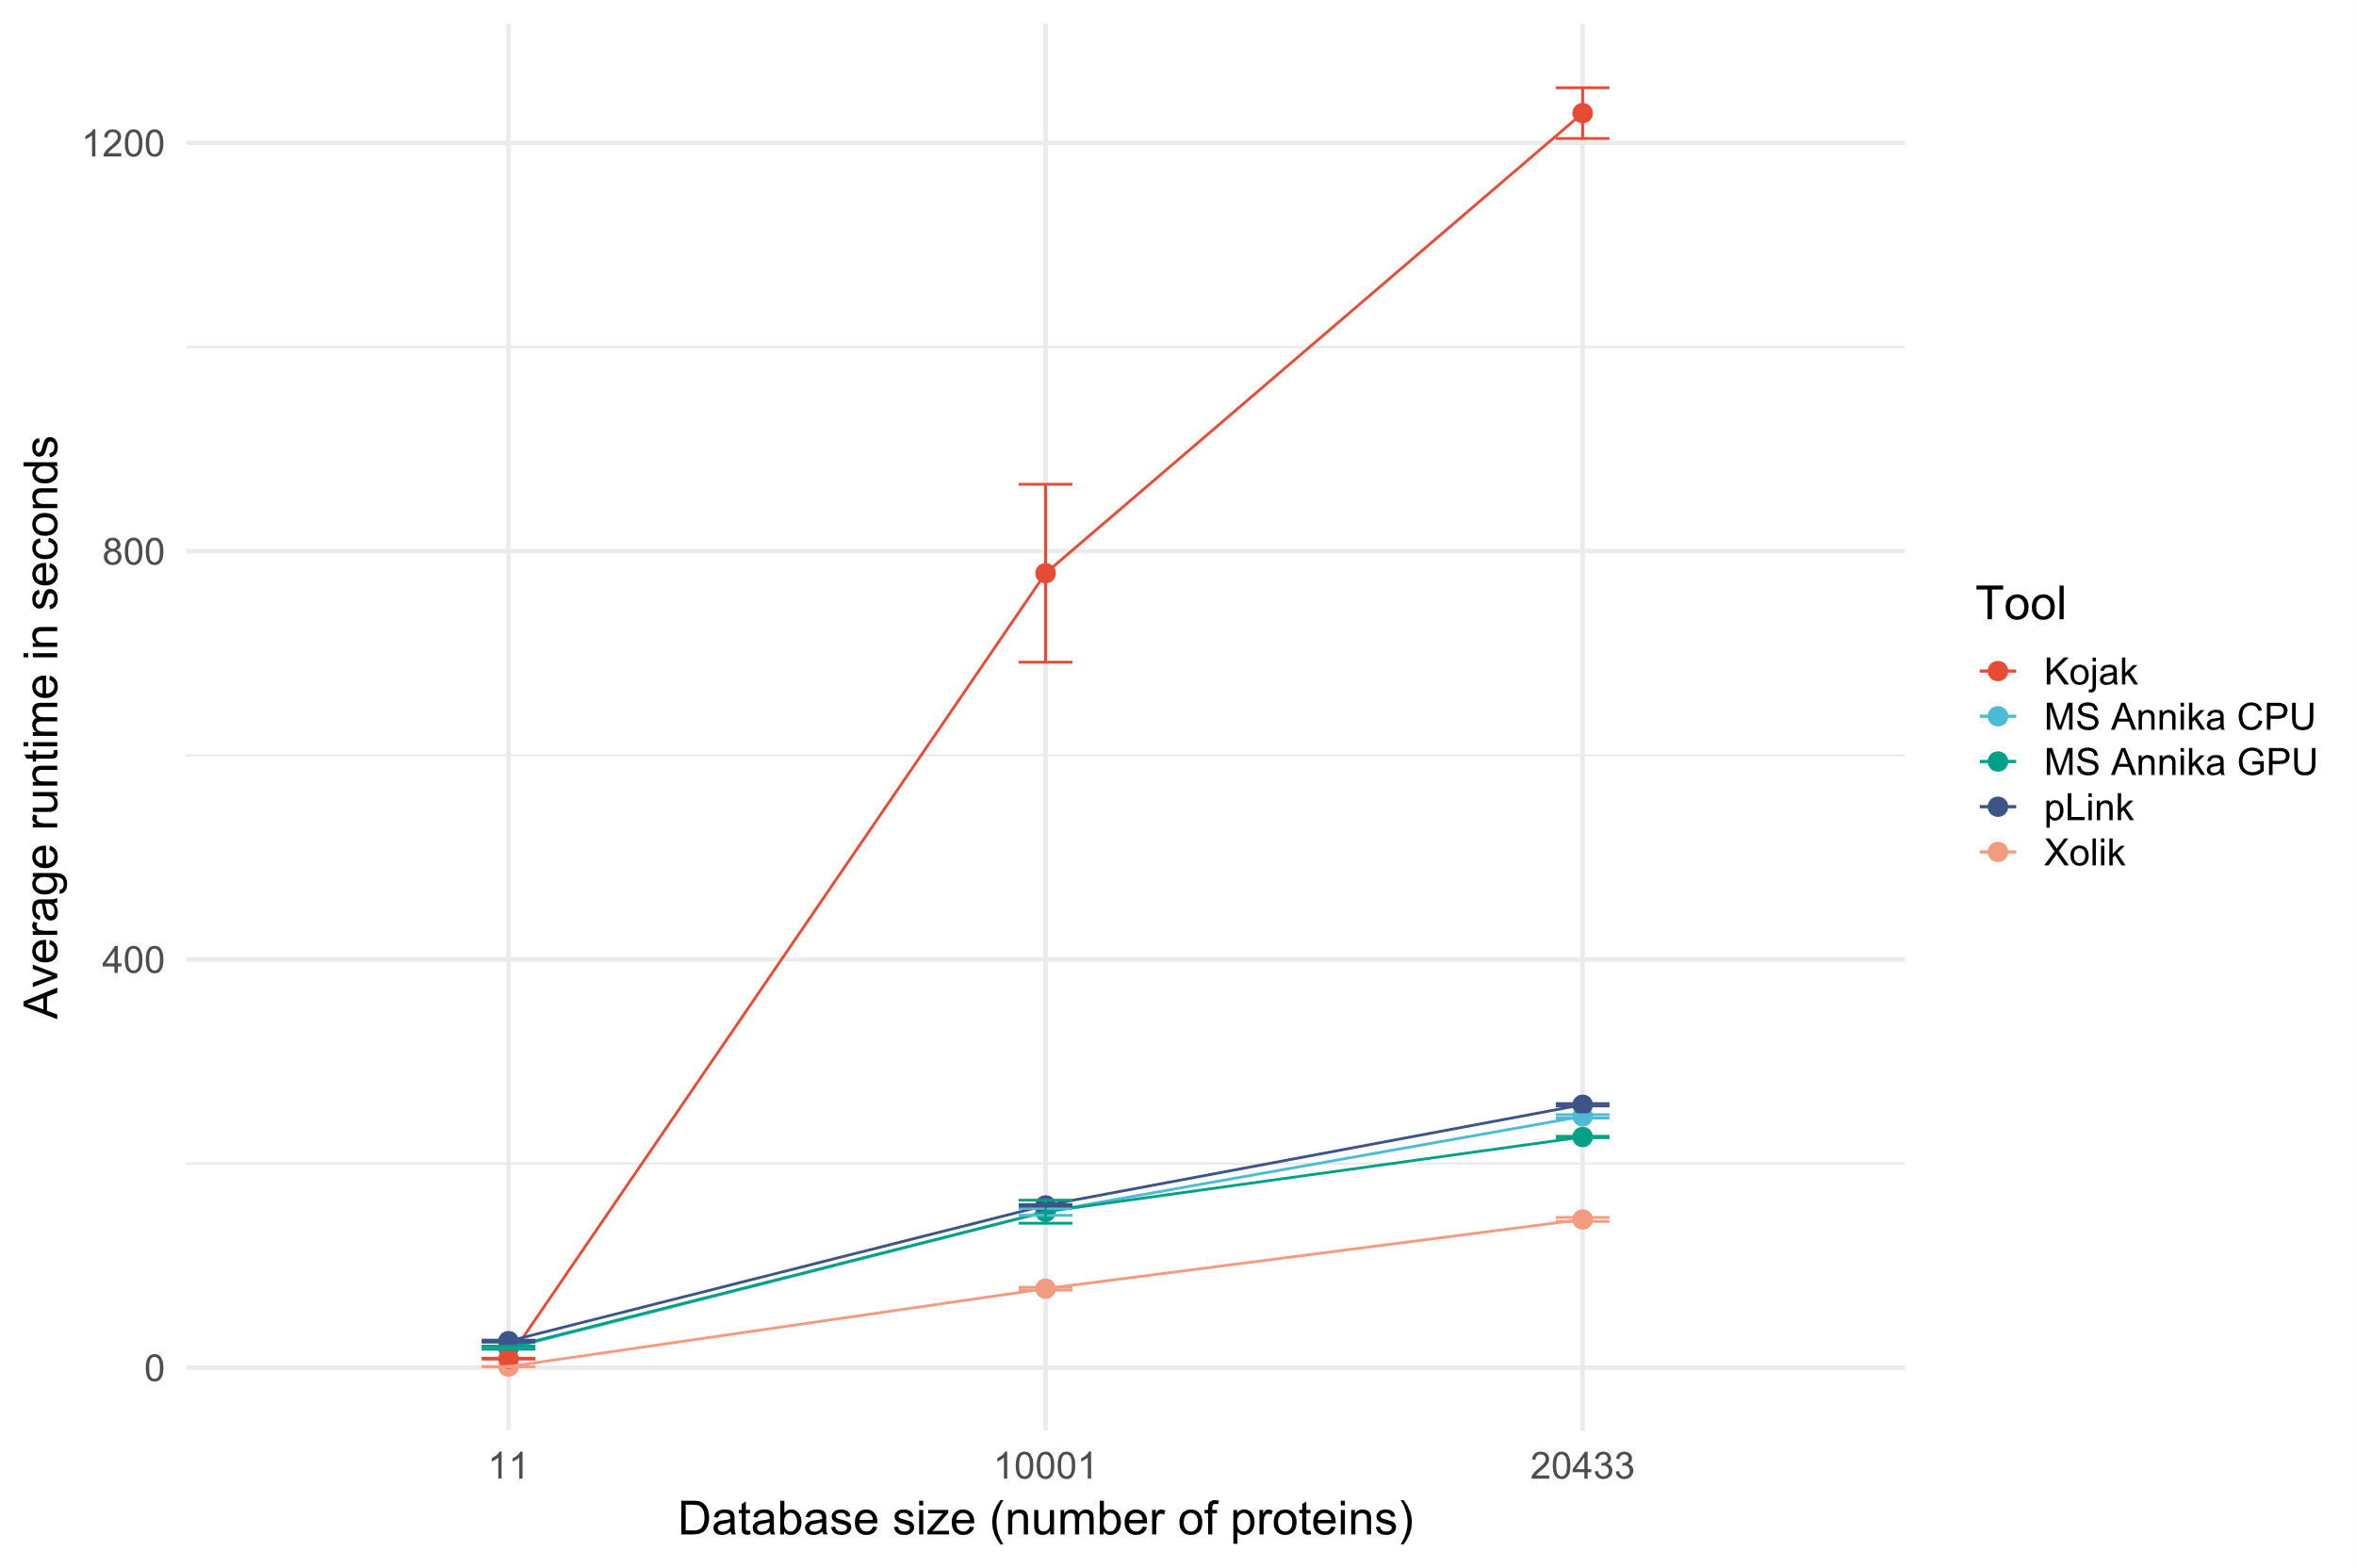 1200
800
400
0
Average runtime in seconds
11
10001
20433
Database size (number of proteins)
Tool
Kojak
MS Annika CPU
MS Annika GPU
pLink
Xolik